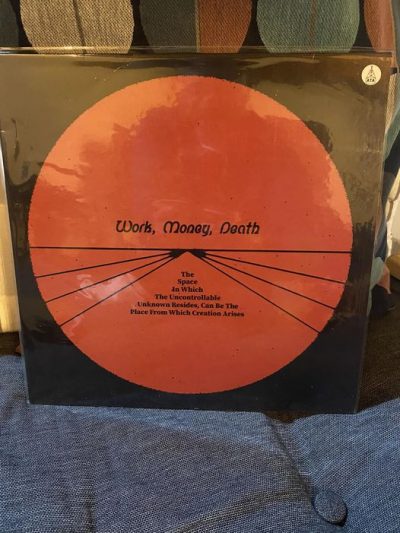 Work, Money, Death
The
Space
In Which
The Uncontrollable
Unknown Resides, Can Be The
Place From Which Creation Arises